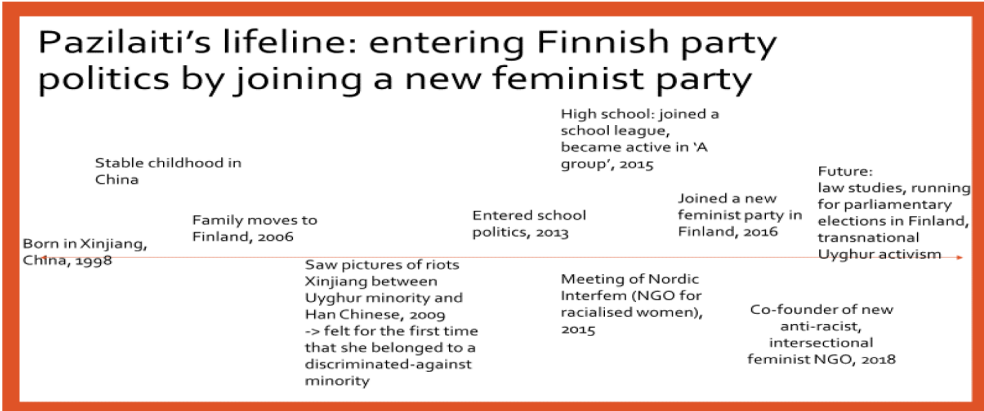 Pazilaiti’s lifeline: entering Finnish party
politics by joining a new feminist party
High school: joined a
school league,
became active in ‘A
group’, 2015
Stable childhood in
China
Future:
law studies, running
for parliamentary
elections in Finland,
transnational
Uyghur activism
Joined a new
feminist party in
Finland, 2016
Family moves to
Finland, 2006
Entered school
politics, 2013
Born in Xinjiang,
China, 1998
Saw pictures of riots
Xinjiang between
Uyghur minority and
Han Chinese, 2009
-> felt for the first time
that she belonged to a
discriminated-against
minority
Meeting of Nordic
Interfem (NGO for
racialised women),
2015
Co-founder of new
anti-racist,
intersectional
feminist NGO, 2018